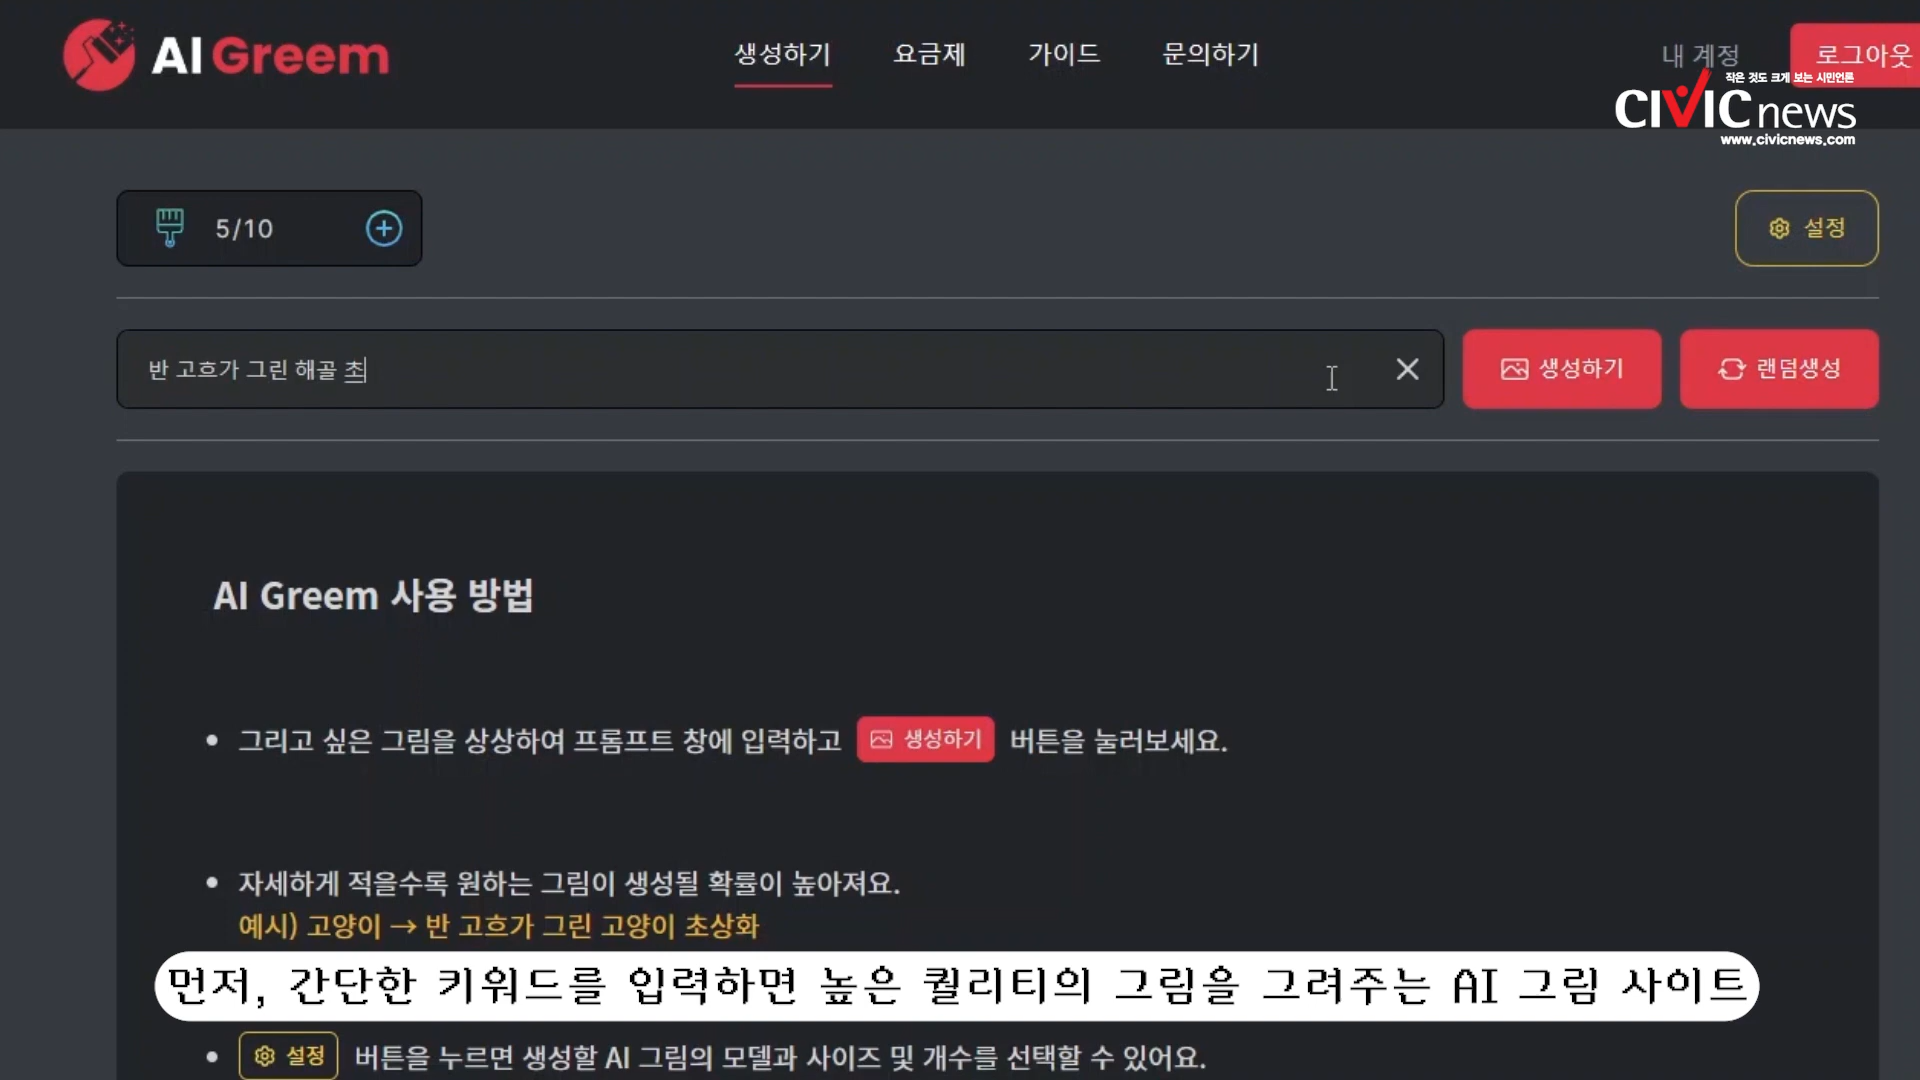 AI Greem
생성하기
요금제
가이드
문의하기
내 계정
로그아웃
작은 것도 크게 보는 시민언론
CIVICnews
www.civicnews.com
5/10
설정
반 고흐가 그린 해골 초
생성하기
랜덤생성
AI Greem 사용 방법
그리고 싶은 그림을 상상하여 프롬프트 창에 입력하고 생성하기 버튼을 눌러보세요.
자세하게 적을수록 원하는 그림이 생성될 확률이 높아져요.
예시) 고양이 → 반 고흐가 그린 고양이 초상화
먼저, 간단한 키워드를 입력하면 높은 퀄리티의 그림을 그려주는 AI 그림 사이트
설정 버튼을 누르면 생성할 AI 그림의 모델과 사이즈 및 개수를 선택할 수 있어요.